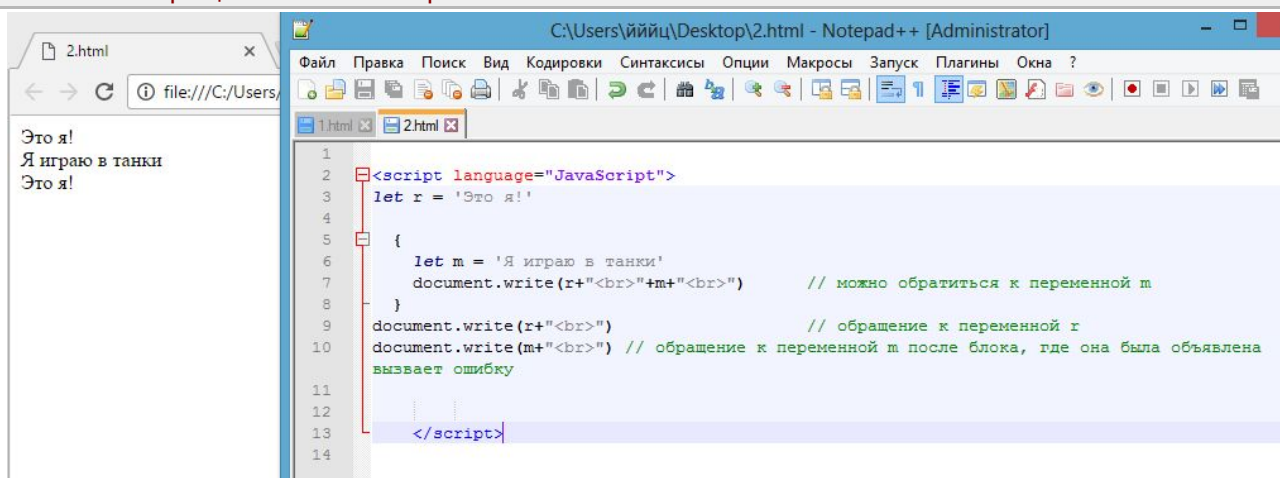 2.html
file:///C:/Users/
Это я!
Я играю в танки
Это я!
C:\Users\йййц\Desktop\2.html - Notepad++ [Administrator]
Файл Правка Поиск Вид Кодировки Синтаксисы Опции Макросы Запуск Плагины Окна ?
1.html 2.html
1
2 <script language="JavaScript">
3 let r = 'Это я!'
4
5 {
6 let m = 'Я играю в танки'
7 document.write(r+"<br>"+m+"<br>") // можно обратиться к переменной m
8 }
9 document.write(r+"<br>") // обращение к переменной r
10 document.write(m+"<br>") // обращение к переменной m после блока, где она была объявлена
вызвает ошибку
11
12
13 </script>
14